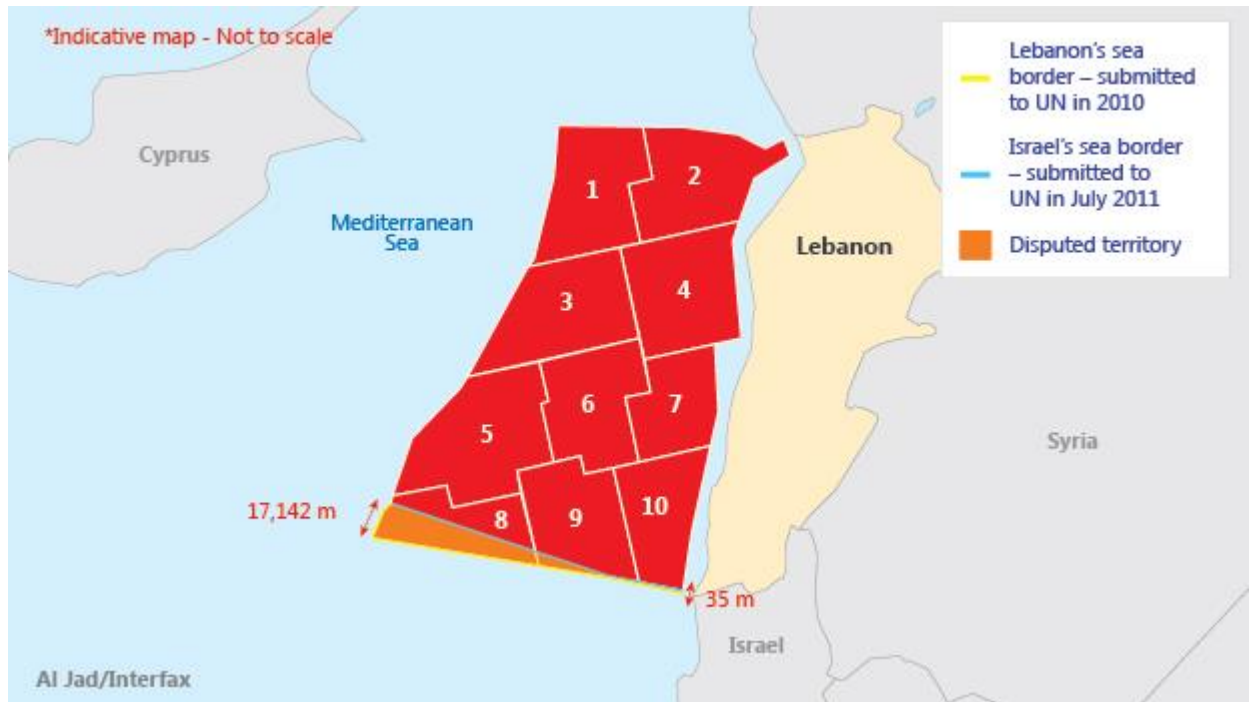 *Indicative map - Not to scale
Lebanon's sea
border – submitted
to UN in 2010
Israel's sea border
– submitted to
UN in July 2011
Disputed territory
Cyprus
Mediterranean
Sea
Lebanon
Syria
Israel
1
2
3
4
5
6
7
8
9
10
17,142 m
35 m
Al Jad/Interfax